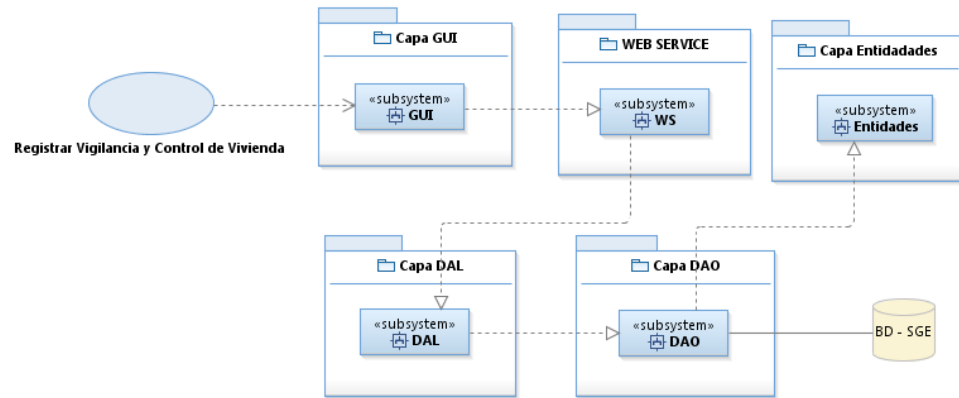 Capa GUI
WEB SERVICE
Capa Entidadades
«subsystem»
GUI
«subsystem»
WS
«subsystem»
Entidades
Registrar Vigilancia y Control de Vivienda
Capa DAL
Capa DAO
«subsystem»
DAL
«subsystem»
DAO
BD - SGE